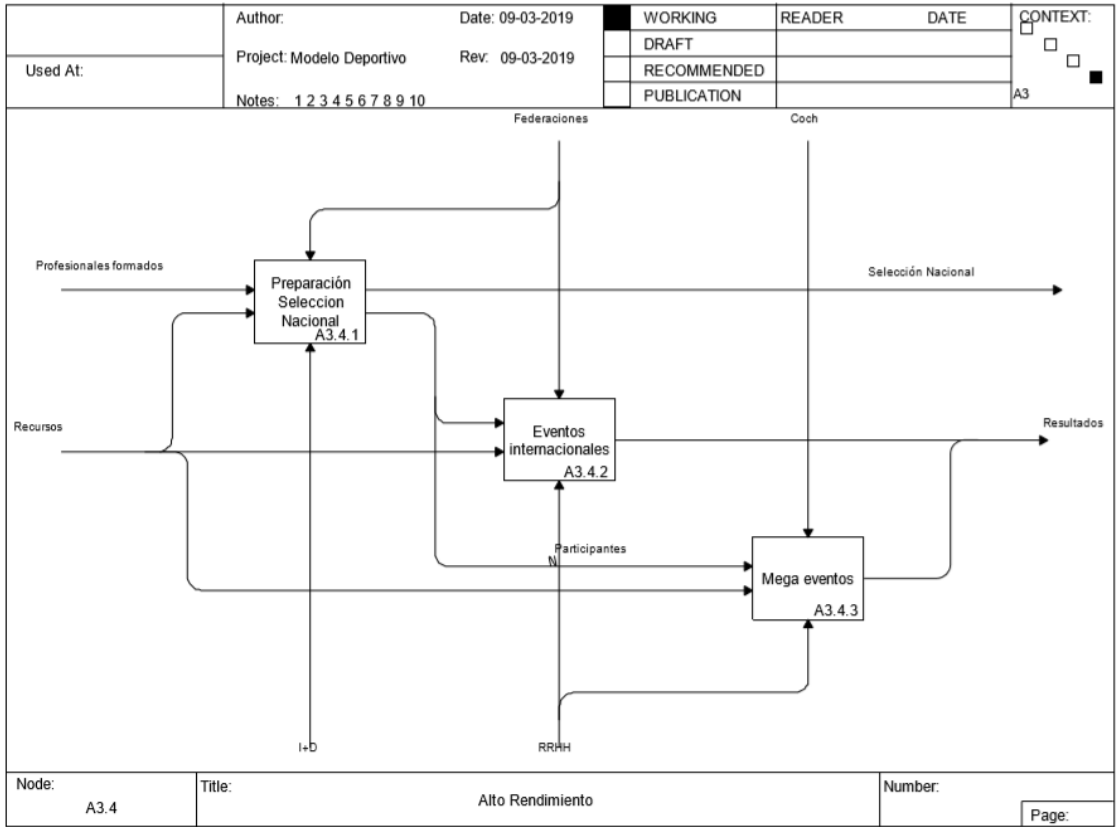 Used At:
Author:
Date: 09-03-2019
Project: Modelo Deportivo
Rev: 09-03-2019
Notes: 1 2 3 4 5 6 7 8 9 10
WORKING
DRAFT
RECOMMENDED
PUBLICATION
READER
DATE
CONTEXT:
A3
Federaciones
Coch
Profesionales formados
Preparación
Seleccion
Nacional
A3.4.1
Selección Nacional
Recursos
Eventos
internacionales
A3.4.2
Resultados
Participantes
Mega eventos
A3.4.3
I+D
RRHH
Node:
A3.4
Title:
Alto Rendimiento
Number:
Page: